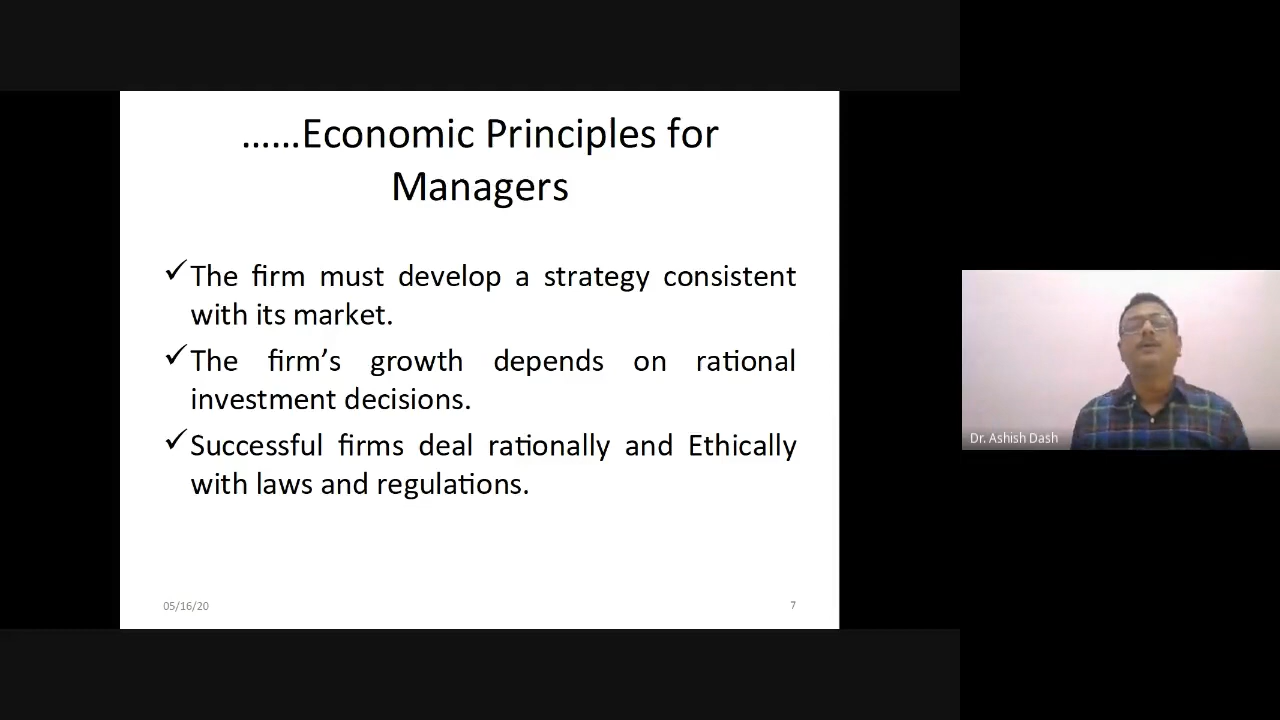 ......Economic Principles for
Managers
✓The firm must develop a strategy consistent
with its market.
✓The firm’s growth depends on rational
investment decisions.
✓Successful firms deal rationally and Ethically
with laws and regulations.
05/16/20
7
Dr. Ashish Dash